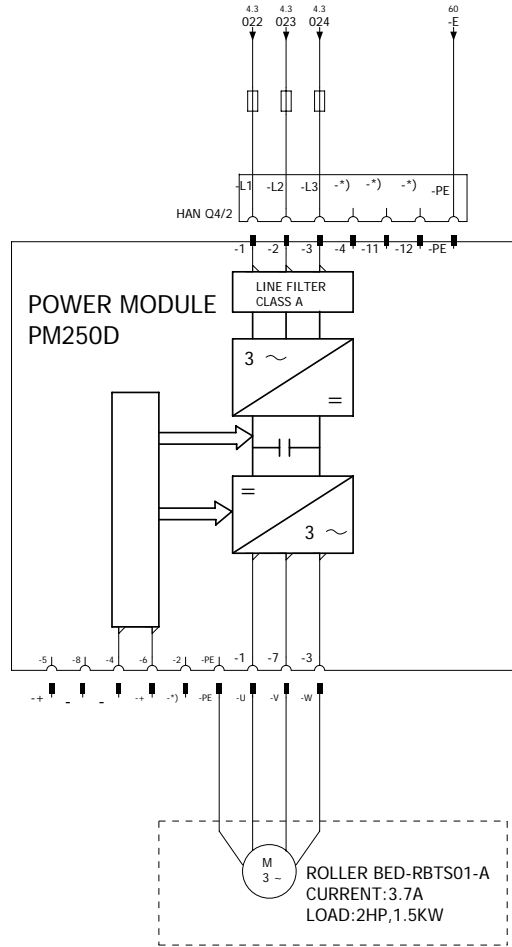 4.3 4.3 4.3 60
022 023 024 -E
-L1 -L2 -L3 -*) -*) -*) -PE
HAN Q4/2
-1 -2 -3 -4 -11 -12 -PE
LINE FILTER
CLASS A
POWER MODULE
PM250D
3 ~
=
=
3 ~
-5 -8 -4 -6 -2 -PE -1 -7 -3
-+ - - -+ -*) -PE -U -V -W
M
3 ~
ROLLER BED-RBTS01-A
CURRENT:3.7A
LOAD:2HP,1.5KW